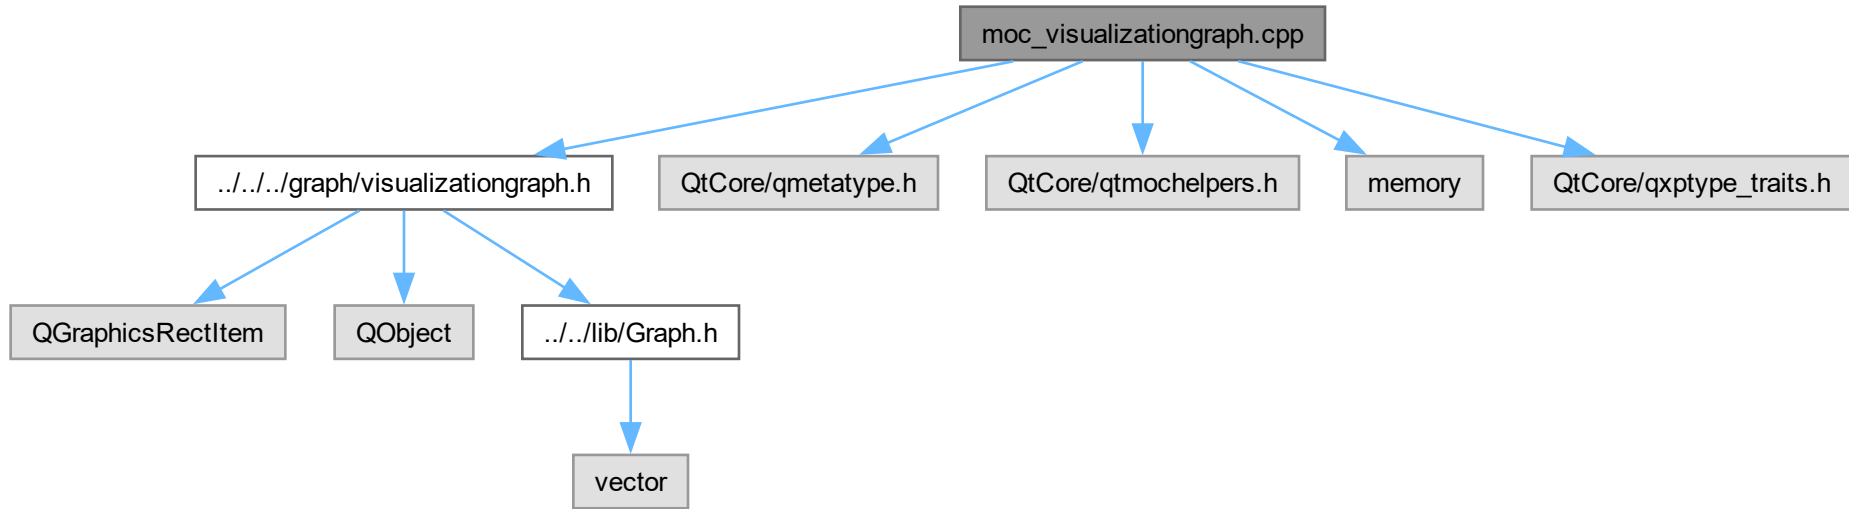 moc_visualizationgraph.cpp
../../../graph/visualizationgraph.h
QtCore/qmetatype.h
QtCore/qtmochelpers.h
memory
QtCore/qxptype_traits.h
QGraphicsRectItem
QObject
../../lib/Graph.h
vector